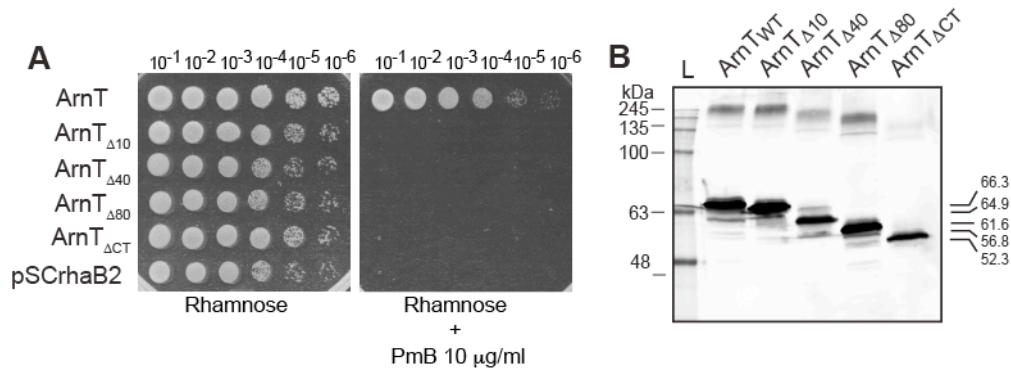 A
10-1 10-2 10-3 10-4 10-5 10-6
10-1 10-2 10-3 10-4 10-5 10-6
ArnT
ArnTΔ10
ArnTΔ40
ArnTΔ80
ArnTΔCT
pSCrhaB2
Rhamnose
Rhamnose
+
PmB 10 μg/ml
B
L ArnTWT ArnTΔ10 ArnTΔ40 ArnTΔ80 ArnTΔCT
kDa
245
135
100
63
48
66.3
64.9
61.6
56.8
52.3